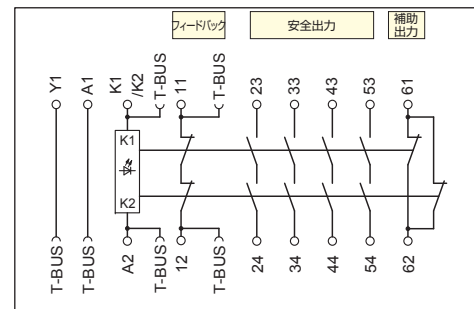 フィードバック
安全出力
補助
出力
Y1
A1
K1
/K2
T-BUS
11
T-BUS
23
33
43
53
61
K1
K2
T-BUS
T-BUS
A2
T-BUS
12
T-BUS
24
34
44
54
62